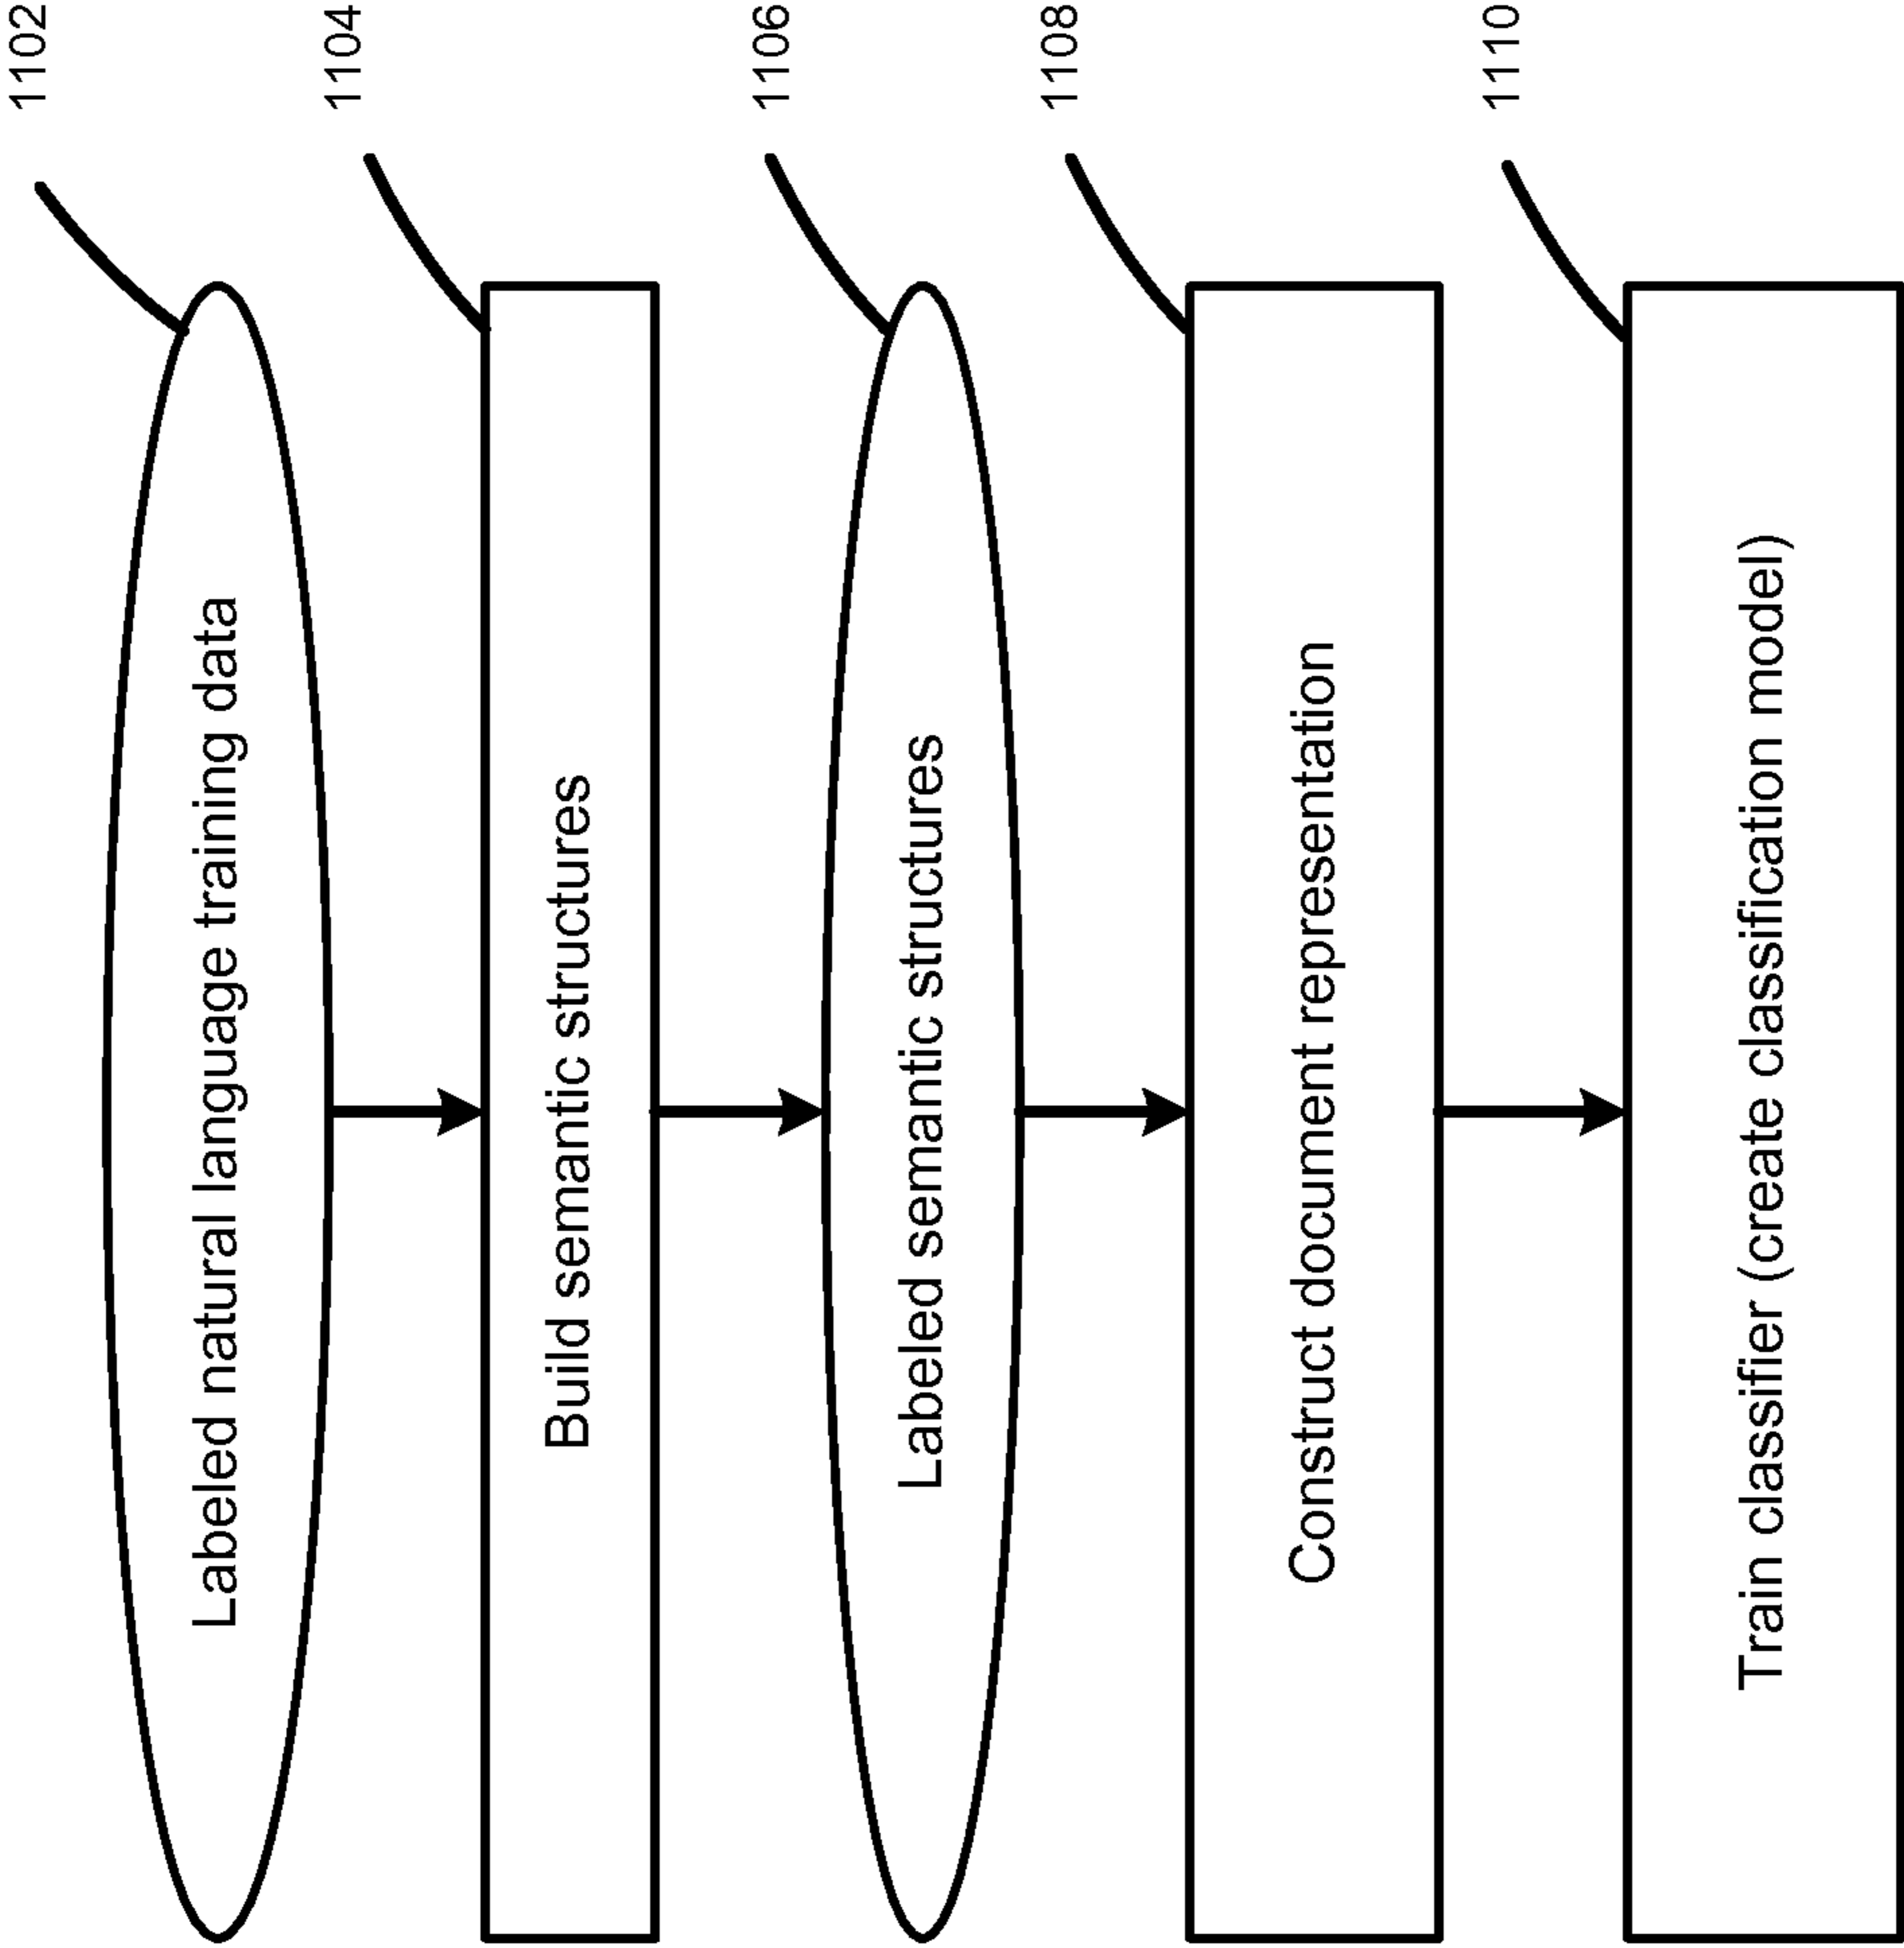 1102
Labeled natural language training data
1104
Build semantic structures
1106
Labeled semantic structures
1108
Construct document representation
1110
Train classifier (create classification model)